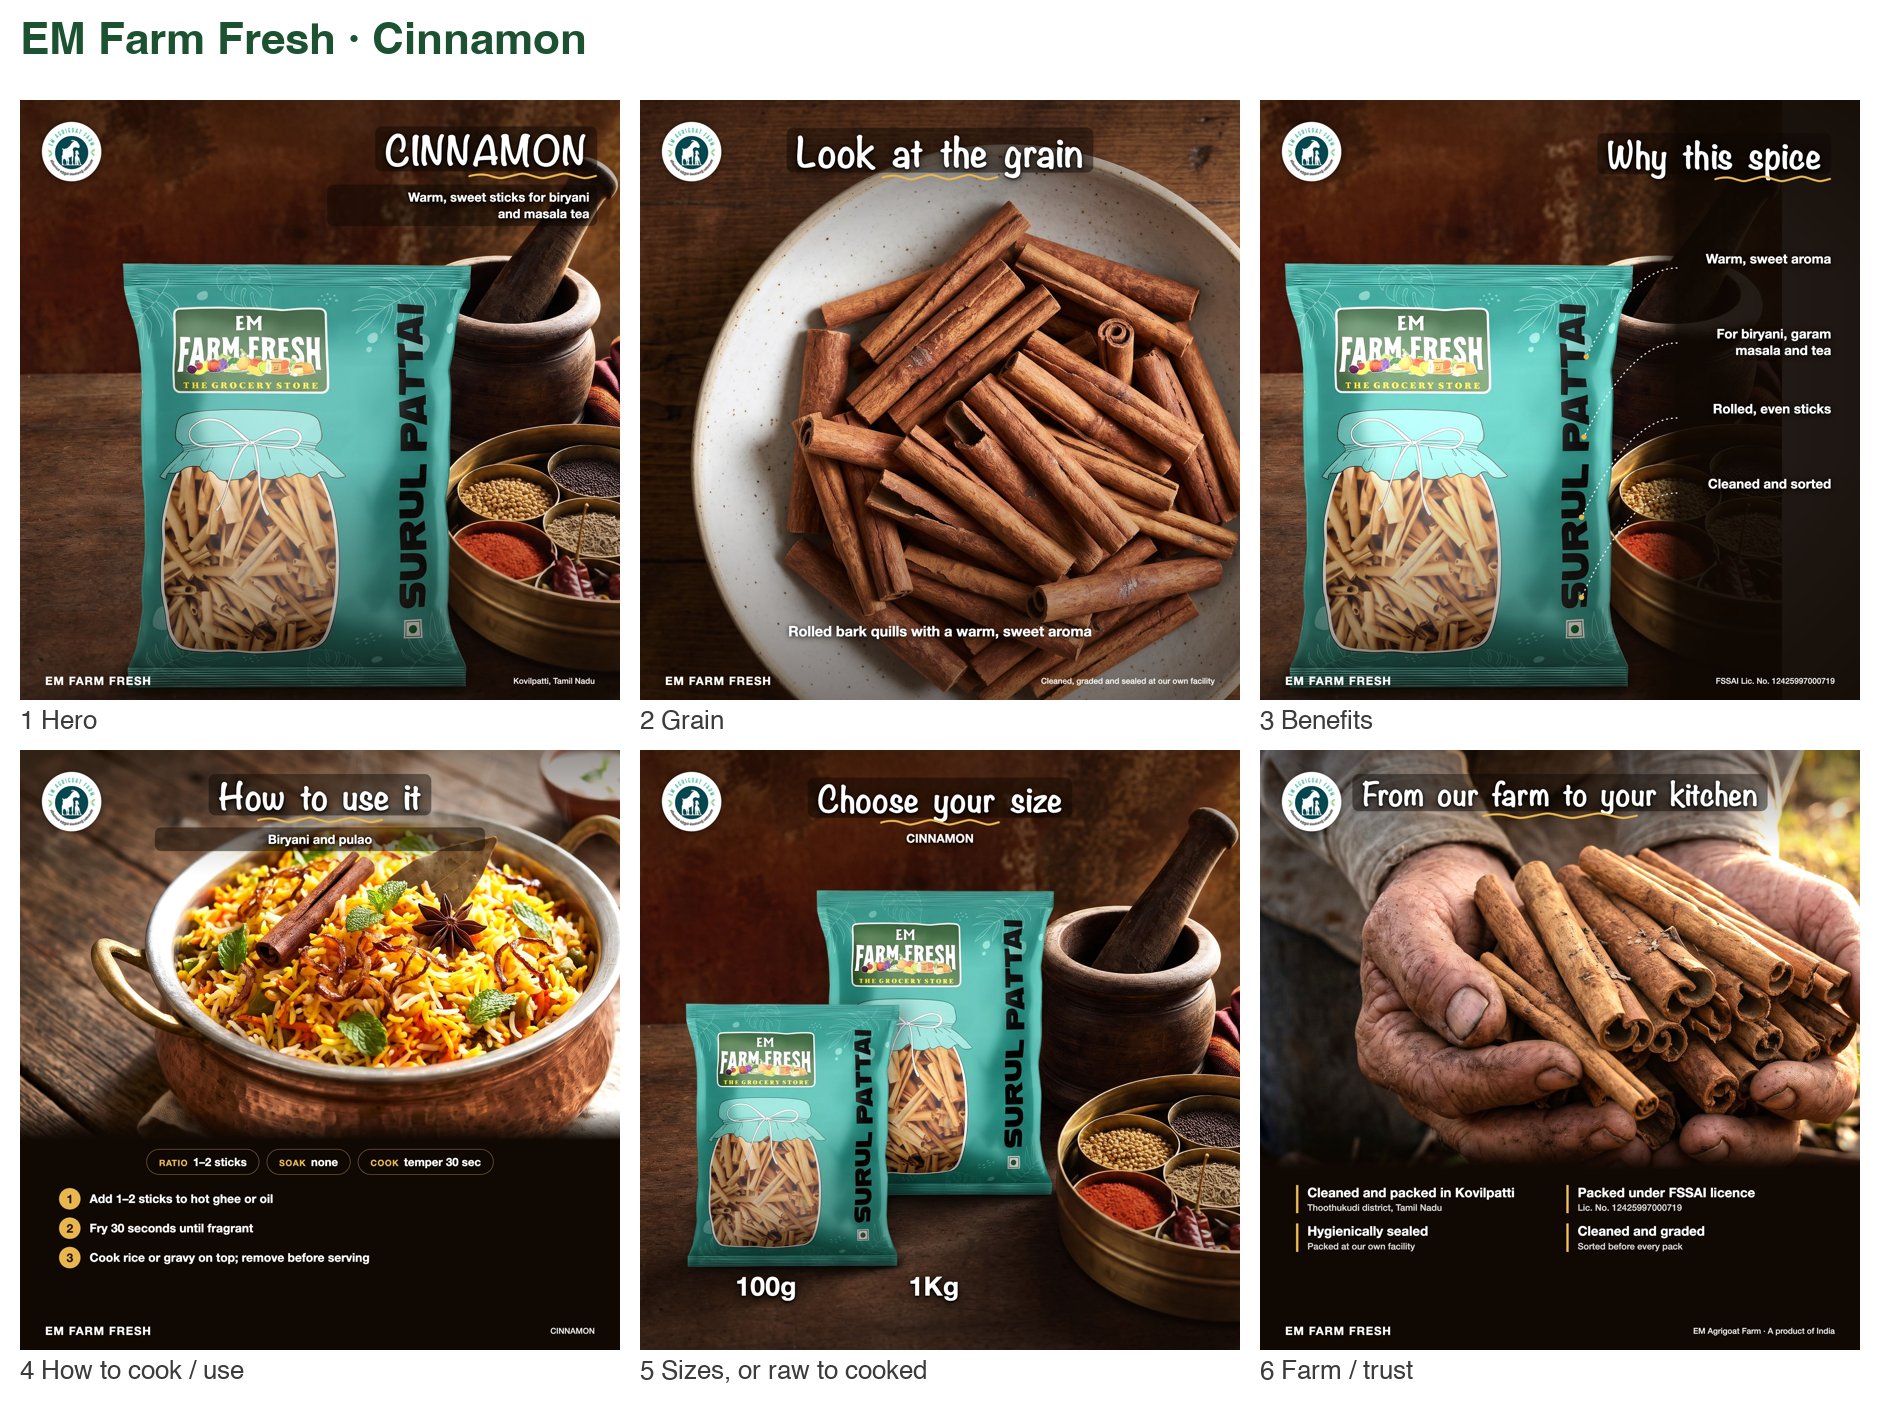 EM Farm Fresh · Cinnamon
CINNAMON
Warm, sweet sticks for biryani
and masala tea
EM
FARM FRESH
THE GROCERY STORE
SURUL PATTAI
EM FARM FRESH
Kovilpatti, Tamil Nadu
1 Hero
Look at the grain
Rolled bark quills with a warm, sweet aroma
EM FARM FRESH
Cleaned, graded and sealed at our own facility
2 Grain
Why this spice
Warm, sweet aroma
For biryani, garam
masala and tea
Rolled, even sticks
Cleaned and sorted
EM
FARM FRESH
THE GROCERY STORE
SURUL PATTAI
EM FARM FRESH
FSSAI Lic. No. 12425997000719
3 Benefits
How to use it
Biryani and pulao
RATIO 1–2 sticks
SOAK none
COOK temper 30 sec
1 Add 1–2 sticks to hot ghee or oil
2 Fry 30 seconds until fragrant
3 Cook rice or gravy on top; remove before serving
EM FARM FRESH
CINNAMON
4 How to cook / use
Choose your size
CINNAMON
EM
FARM FRESH
THE GROCERY STORE
SURUL PATTAI
EM
FARM FRESH
THE GROCERY STORE
SURUL PATTAI
100g
1Kg
5 Sizes, or raw to cooked
From our farm to your kitchen
Cleaned and packed in Kovilpatti
Thoothukudi district, Tamil Nadu
Packed under FSSAI licence
Lic. No. 12425997000719
Hygienically sealed
Packed at our own facility
Cleaned and graded
Sorted before every pack
EM FARM FRESH
EM Agrigoat Farm · A product of India
6 Farm / trust